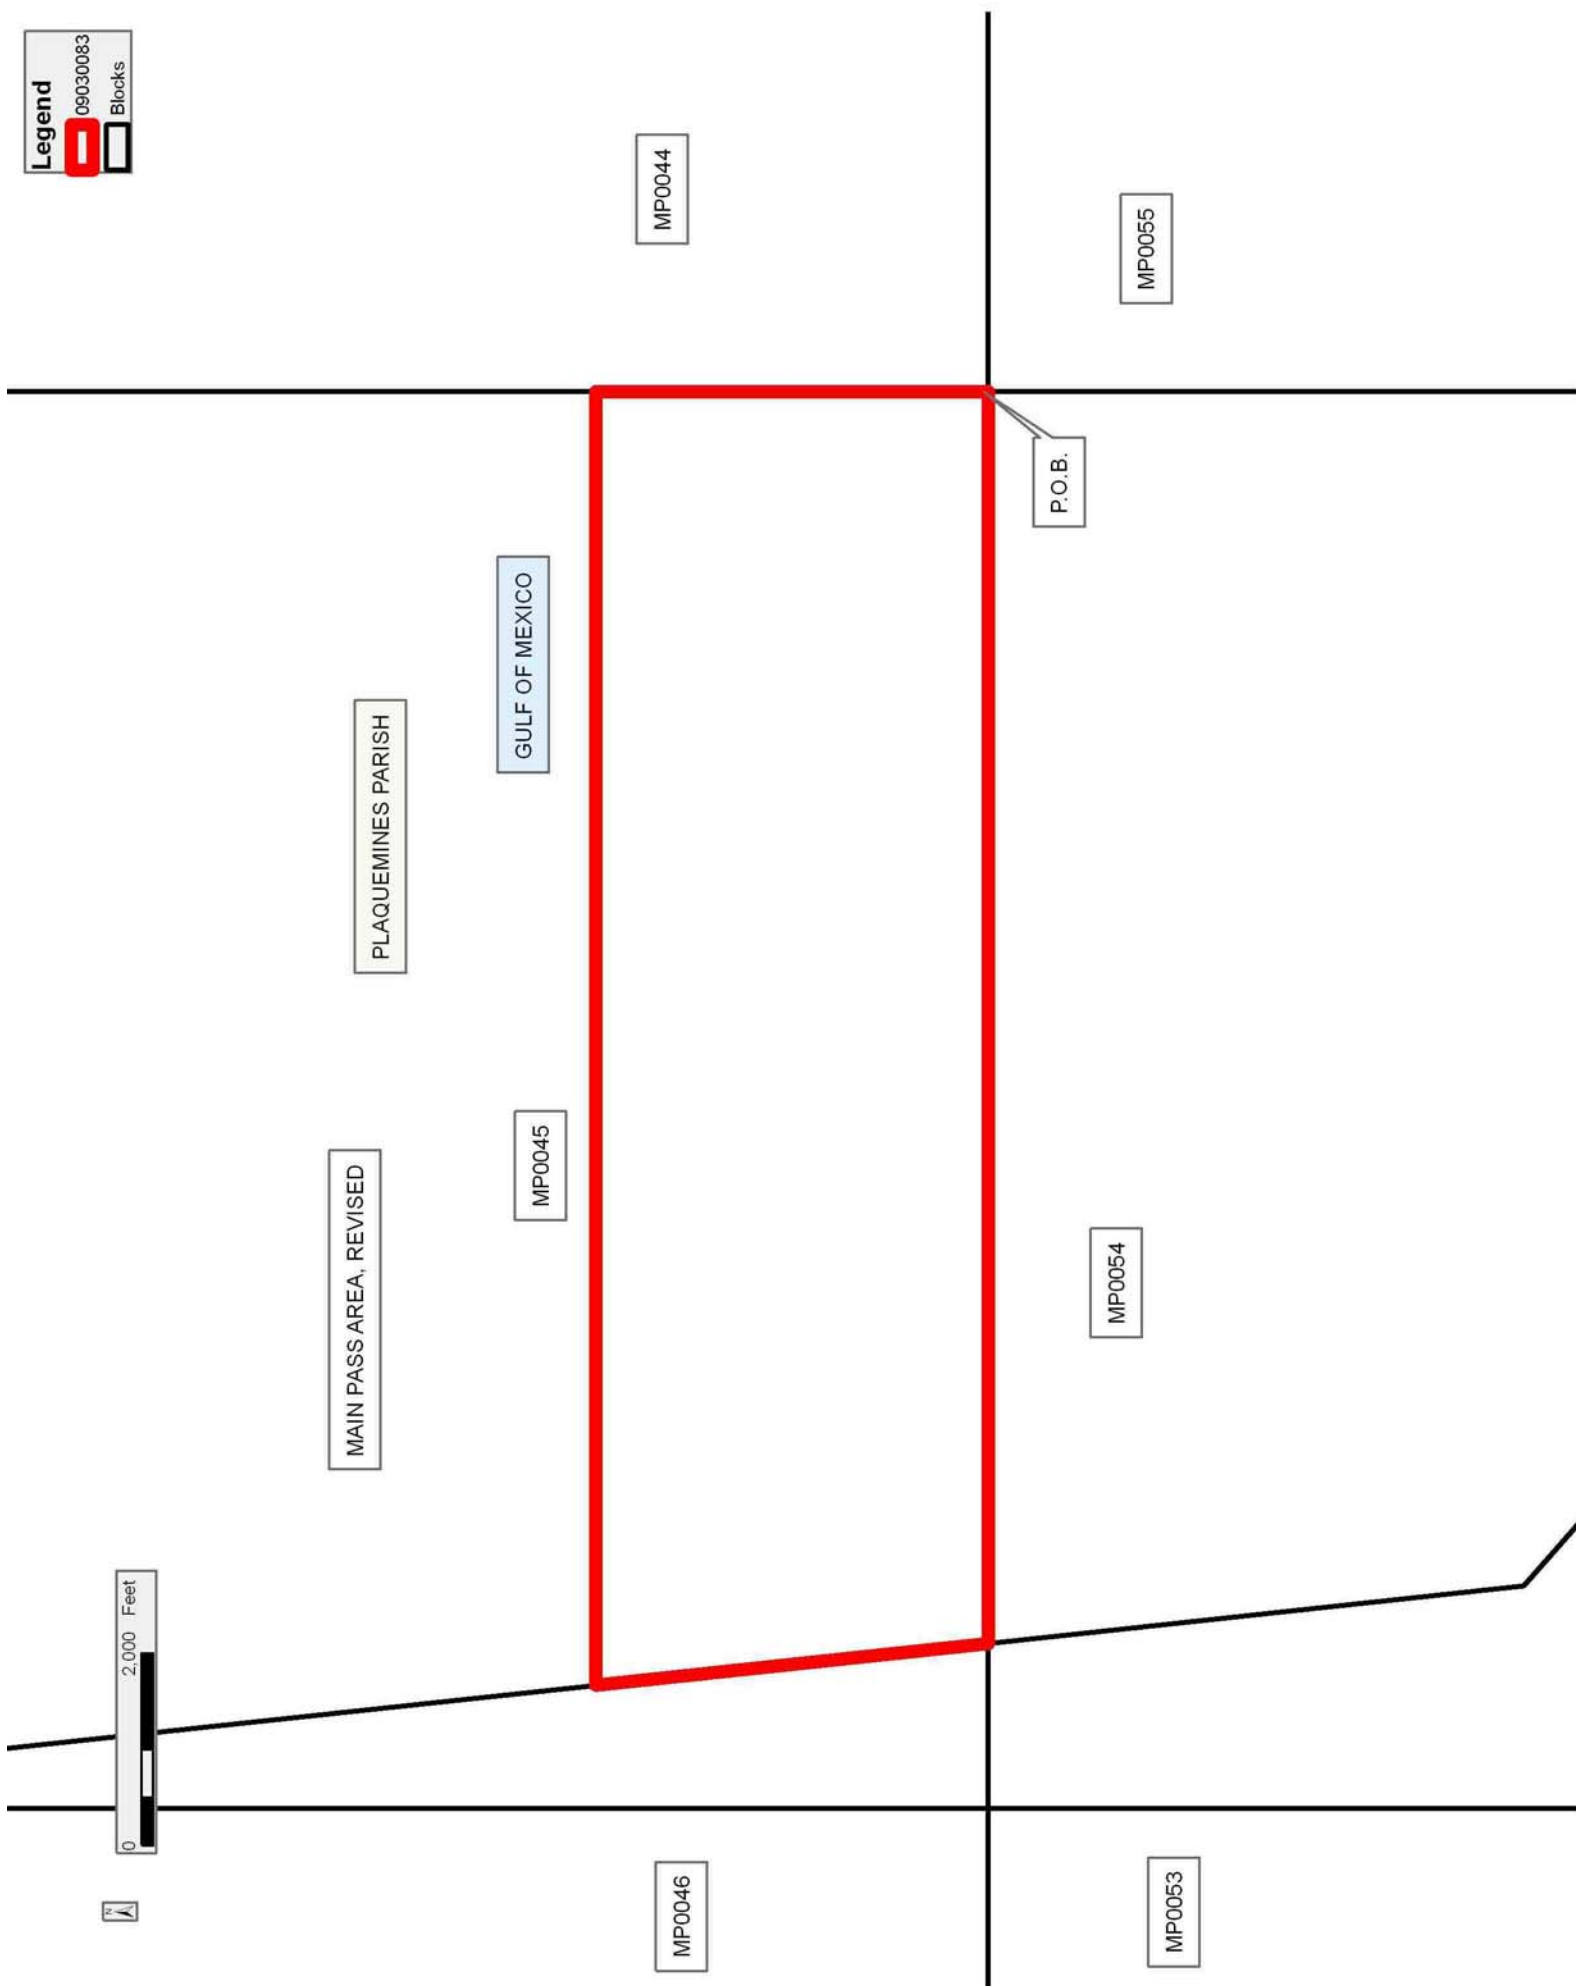 N
0 2,000 Feet
Legend
09030083
Blocks
MAIN PASS AREA, REVISED
PLAQUEMINES PARISH
GULF OF MEXICO
MP0045
MP0046
MP0044
P.O.B.
MP0053
MP0054
MP0055